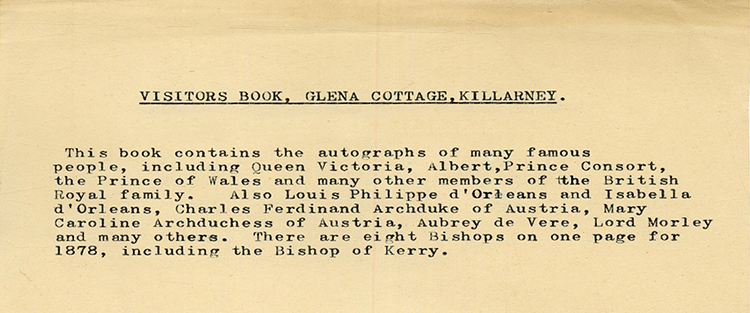 VISITORS BOOK, GLENA COTTAGE,KILLARNEY.
This book contains the autographs of many famous
people, including Queen Victoria, Albert,Prince Consort,
the Prince of Wales and many other members of the British
Royal family. Also Louis Philippe d'Orleans and Isabella
d'Orleans, Charles Ferdinand Archduke of Austria, Mary
Caroline Archduchess of Austria, Aubrey de Vere, Lord Morley
and many others. There are eight Bishops on one page for
1878, including the Bishop of Kerry.